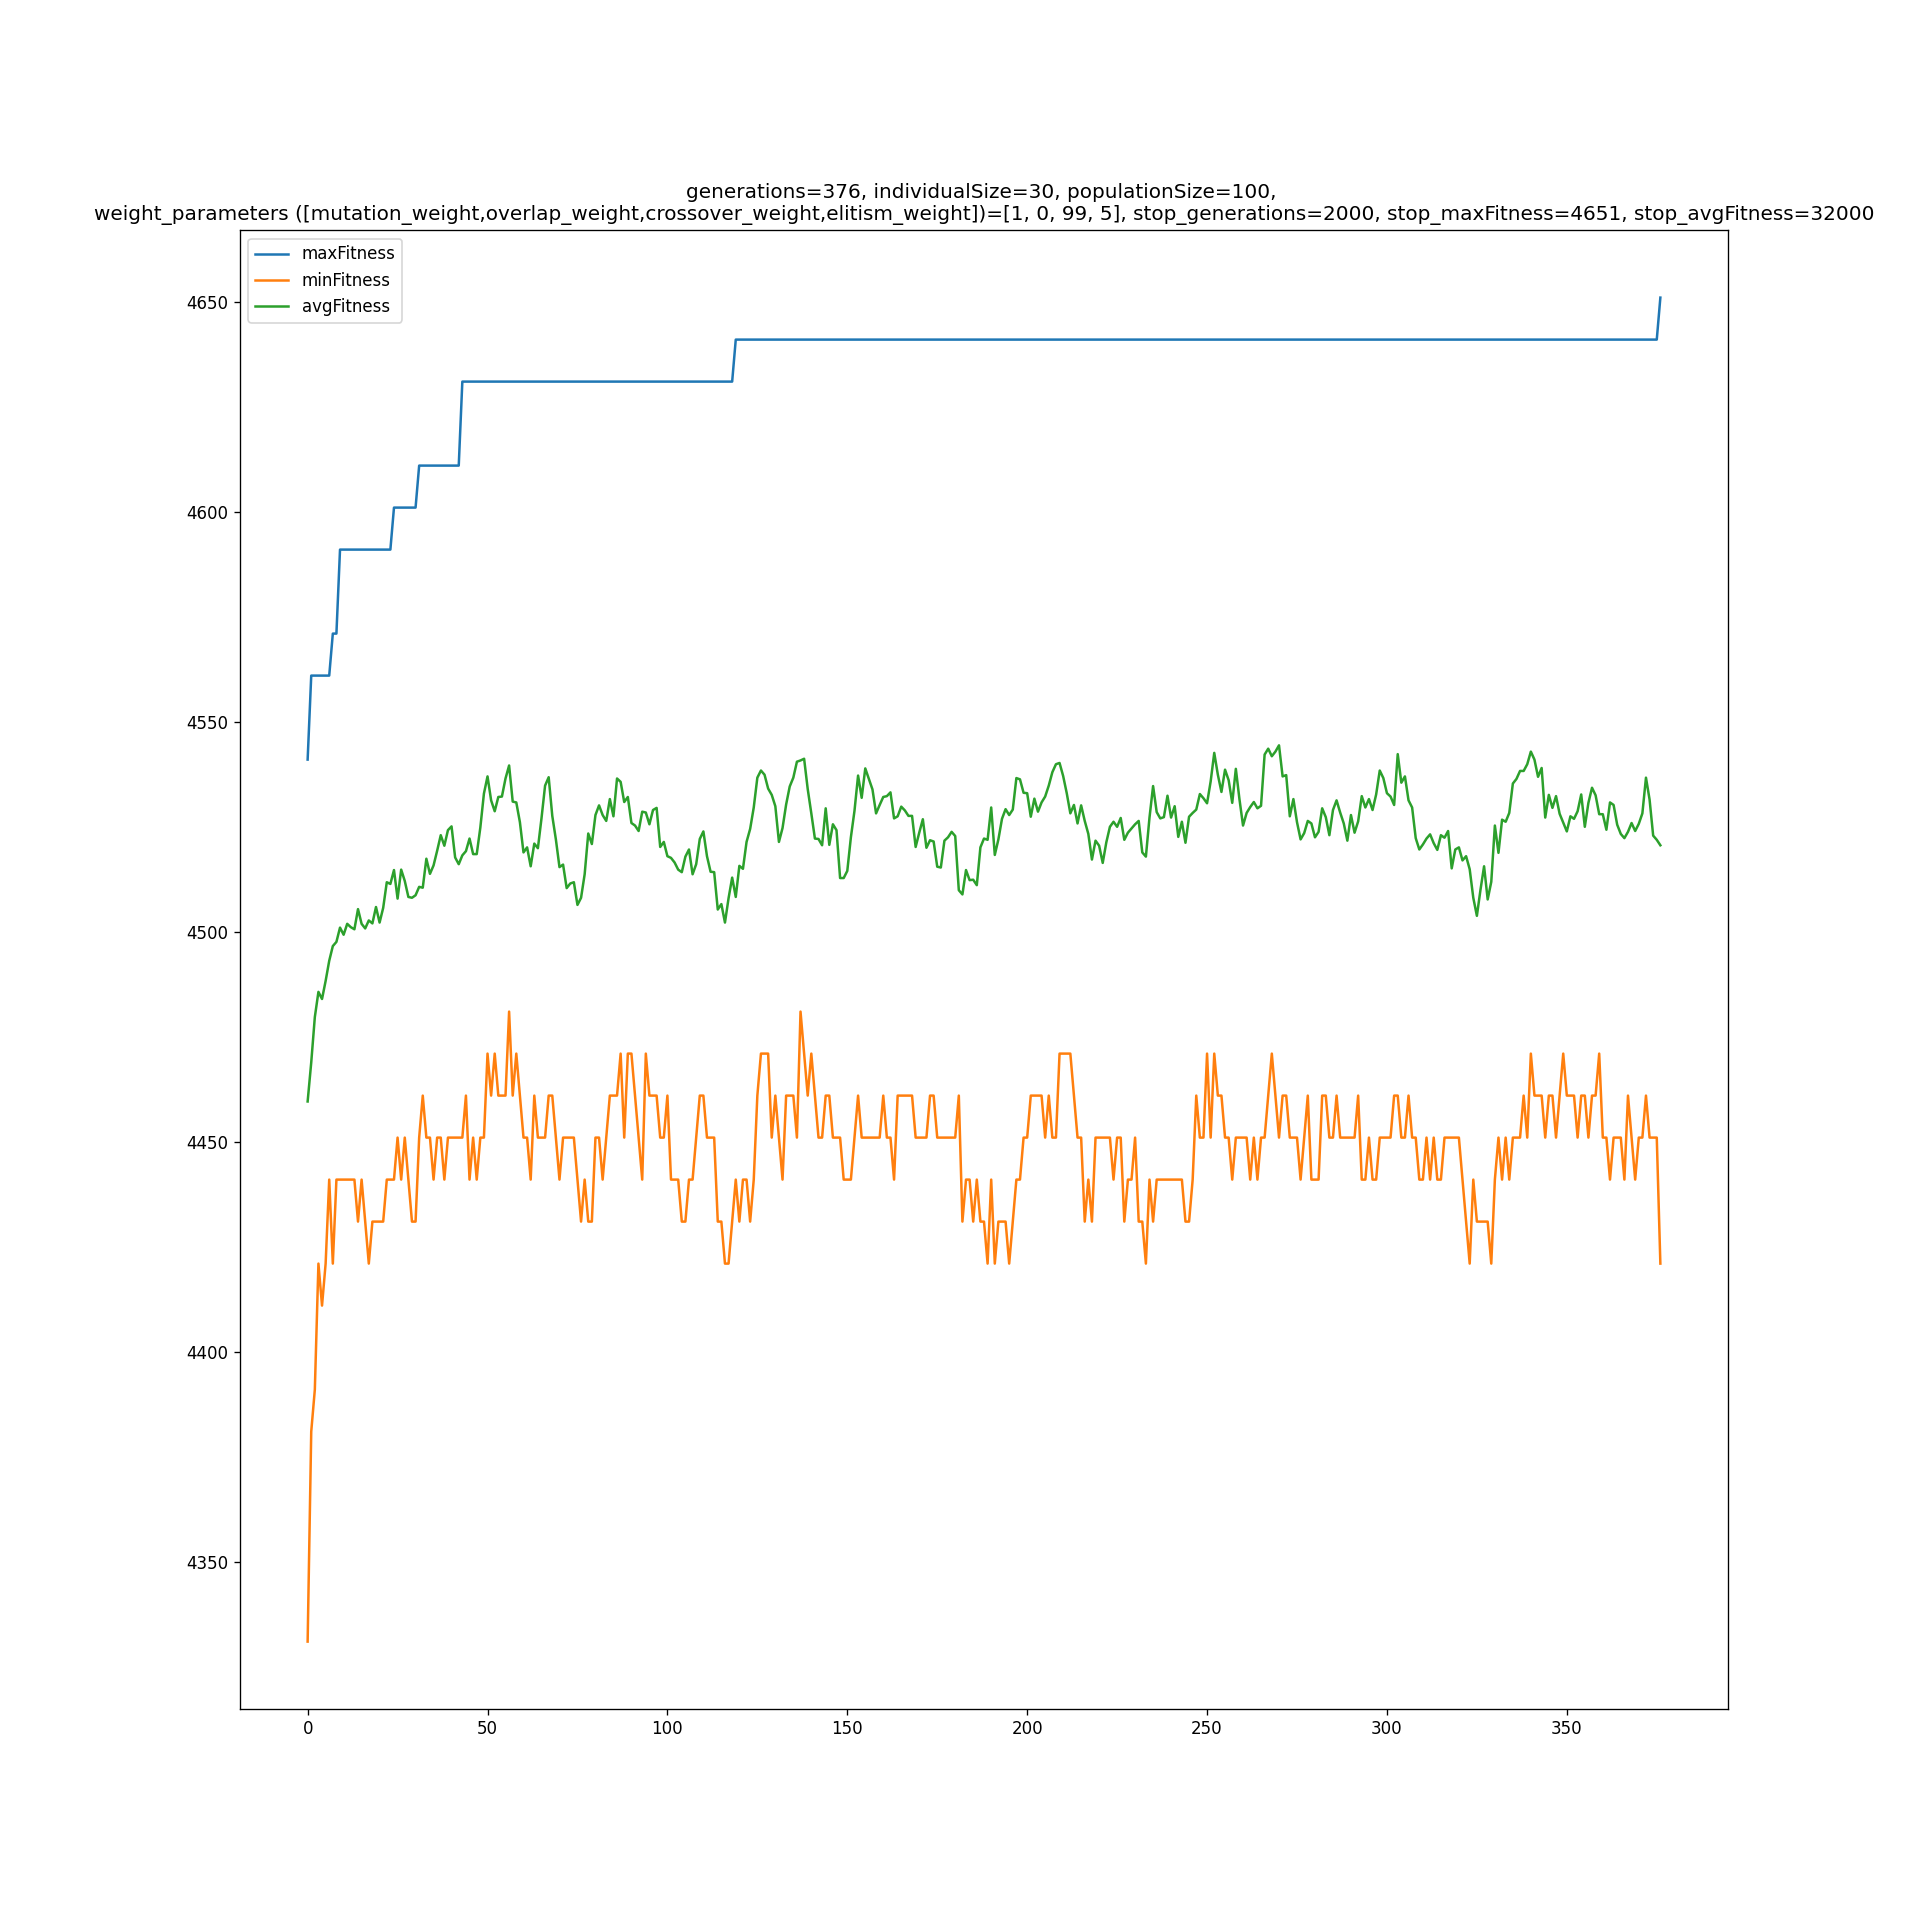 generations=376, individualSize=30, populationSize=100,
weight_parameters ([mutation_weight,overlap_weight,crossover_weight,elitism_weight])=[1, 0, 99, 5], stop_generations=2000, stop_maxFitness=4651, stop_avgFitness=32000
maxFitness
minFitness
avgFitness
4650
4600
4550
4500
4450
4400
4350
0 50 100 150 200 250 300 350